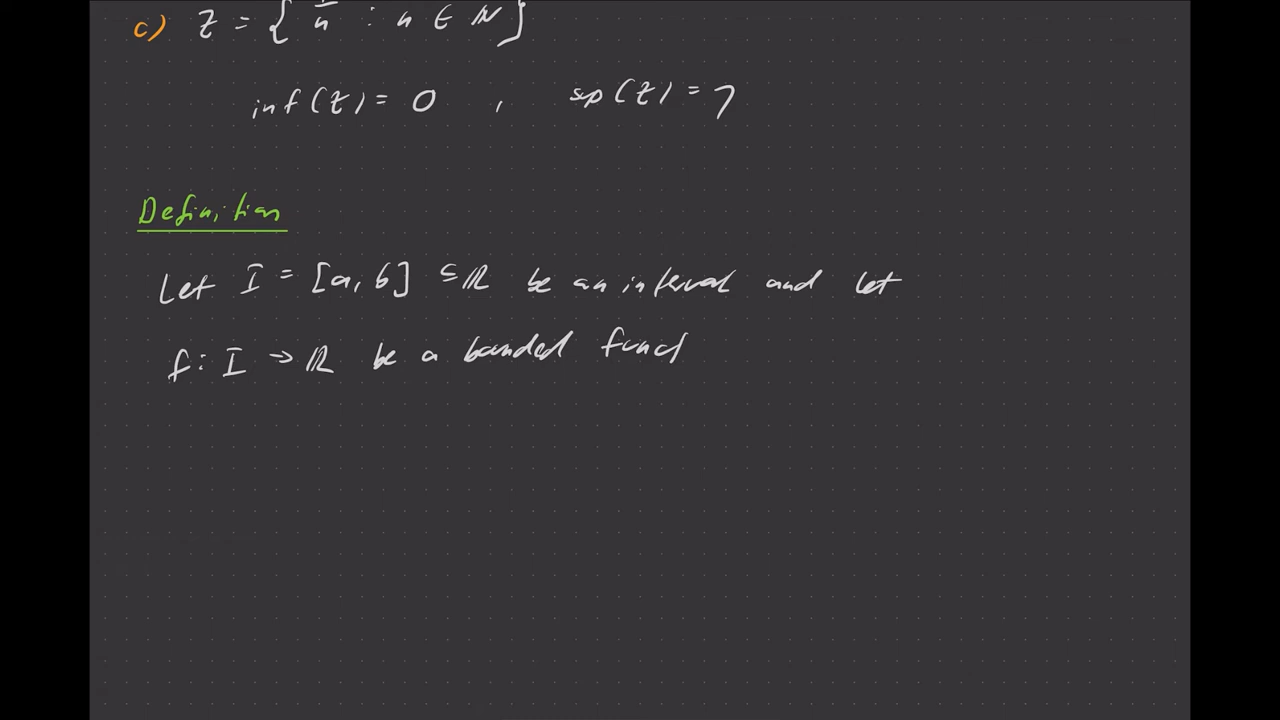 c) Z = { 1/n : n ∈ ℕ }
inf(Z) = 0 , sup(Z) = 1
Definition
Let I = [a, b] ⊆ ℝ be an interval and let
f: I → ℝ be a bounded funct